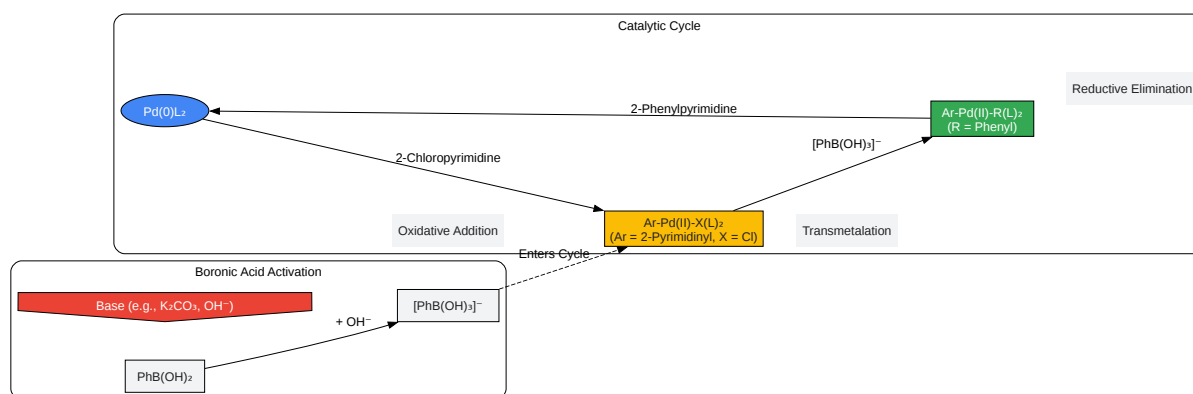 Catalytic Cycle
Reductive Elimination
Pd(0)L₂
2-Phenylpyrimidine
Ar-Pd(II)-R(L)₂
(R = Phenyl)
[PhB(OH)₃]⁻
2-Chloropyrimidine
Ar-Pd(II)-X(L)₂
(Ar = 2-Pyrimidinyl, X = Cl)
Oxidative Addition
Transmetalation
Enters Cycle
Boronic Acid Activation
Base (e.g., K₂CO₃, OH⁻)
[PhB(OH)₃]⁻
+ OH⁻
PhB(OH)₂